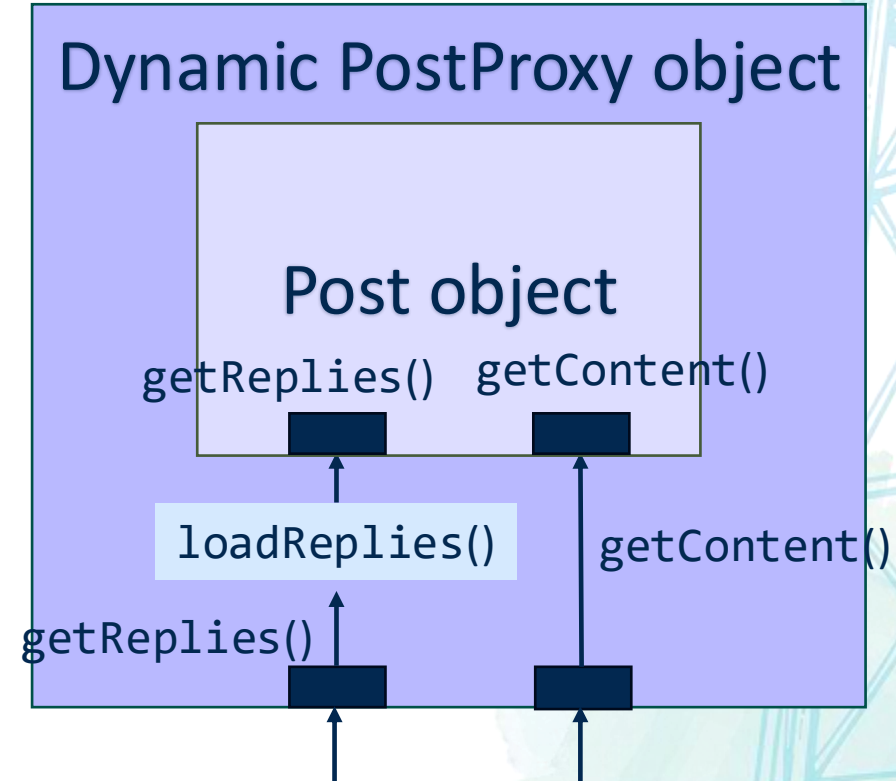 Dynamic PostProxy object
Post object
getReplies() getContent()
loadReplies()
getContent()
getReplies()